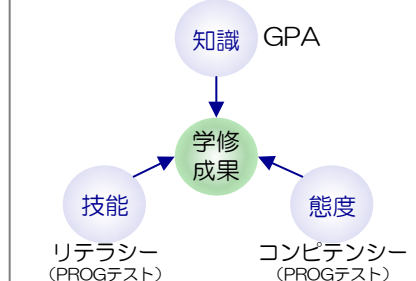 知識 GPA
学修
成果
技能
態度
リテラシー
（PROGテスト）
コンピテンシー
（PROGテスト）